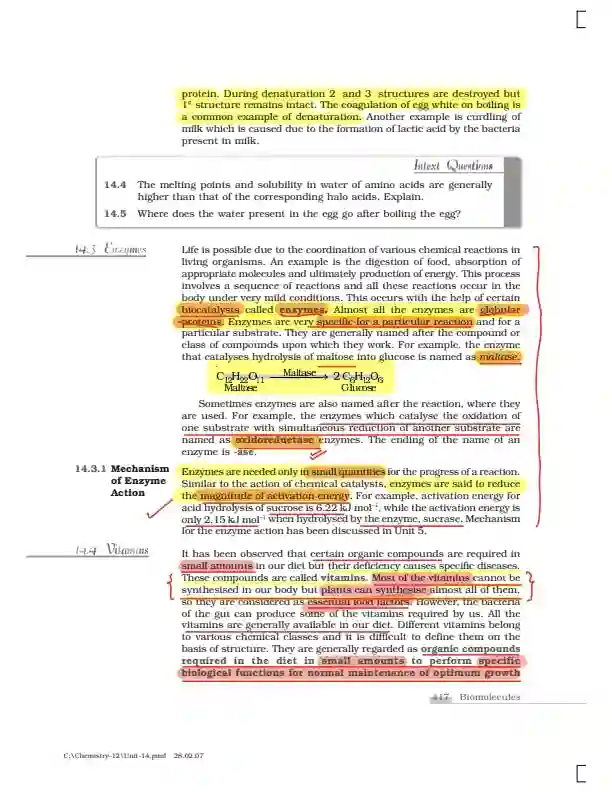 protein. During denaturation 2 and 3 structures are destroyed but
1° structure remains intact. The coagulation of egg white on boiling is
a common example of denaturation. Another example is curdling of
milk which is caused due to the formation of lactic acid by the bacteria
present in milk.
Intext Questions
14.4 The melting points and solubility in water of amino acids are generally
higher than that of the corresponding halo acids. Explain.
14.5 Where does the water present in the egg go after boiling the egg?
14.3 Enzymes
Life is possible due to the coordination of various chemical reactions in
living organisms. An example is the digestion of food, absorption of
appropriate molecules and ultimately production of energy. This process
involves a sequence of reactions and all these reactions occur in the
body under very mild conditions. This occurs with the help of certain
biocatalysts called enzymes. Almost all the enzymes are globular
proteins. Enzymes are very specific for a particular reaction and for a
particular substrate. They are generally named after the compound or
class of compounds upon which they work. For example, the enzyme
that catalyses hydrolysis of maltose into glucose is named as maltase.
C12H22O11 Maltase → 2 C6H12O6
Maltose Glucose
Sometimes enzymes are also named after the reaction, where they
are used. For example, the enzymes which catalyse the oxidation of
one substrate with simultaneous reduction of another substrate are
named as oxidoreductase enzymes. The ending of the name of an
enzyme is -ase.
14.3.1 Mechanism
of Enzyme
Action
Enzymes are needed only in small quantities for the progress of a reaction.
Similar to the action of chemical catalysts, enzymes are said to reduce
the magnitude of activation energy. For example, activation energy for
acid hydrolysis of sucrose is 6.22 kJ mol⁻¹, while the activation energy is
only 2.15 kJ mol⁻¹ when hydrolysed by the enzyme, sucrase. Mechanism
for the enzyme action has been discussed in Unit 5.
14.4 Vitamins
It has been observed that certain organic compounds are required in
small amounts in our diet but their deficiency causes specific diseases.
These compounds are called vitamins. Most of the vitamins cannot be
synthesised in our body but plants can synthesise almost all of them,
so they are considered as essential food factors. However, the bacteria
of the gut can produce some of the vitamins required by us. All the
vitamins are generally available in our diet. Different vitamins belong
to various chemical classes and it is difficult to define them on the
basis of structure. They are generally regarded as organic compounds
required in the diet in small amounts to perform specific
biological functions for normal maintenance of optimum growth
417 Biomolecules
C:\Chemistry-12\Unit-14.pmd 28.02.07